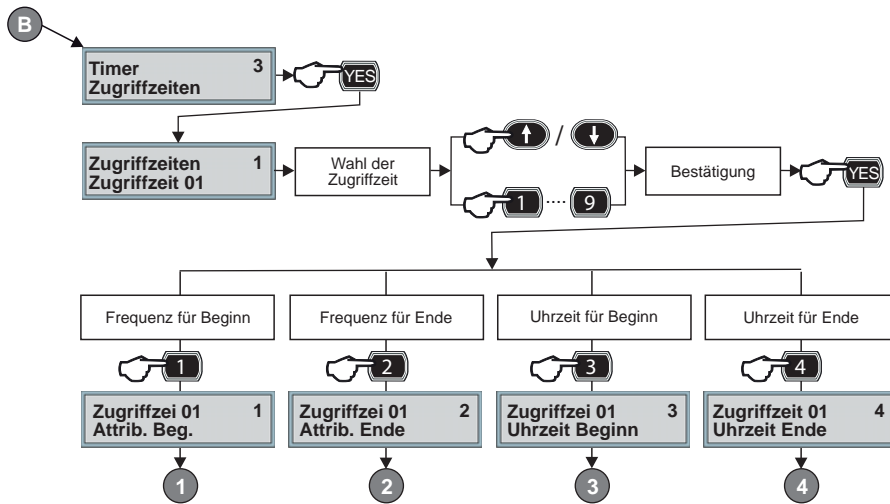 B
Timer 3
Zugriffzeiten
YES
Zugriffzeiten 1
Zugriffzeit 01
Wahl der
Zugriffzeit
/
1 .... 9
Bestätigung
YES
Frequenz für Beginn
Frequenz für Ende
Uhrzeit für Beginn
Uhrzeit für Ende
1
2
3
4
Zugriffzei 01 1
Attrib. Beg.
Zugriffzei 01 2
Attrib. Ende
Zugriffzei 01 3
Uhrzeit Beginn
Zugriffzeit 01 4
Uhrzeit Ende
1
2
3
4